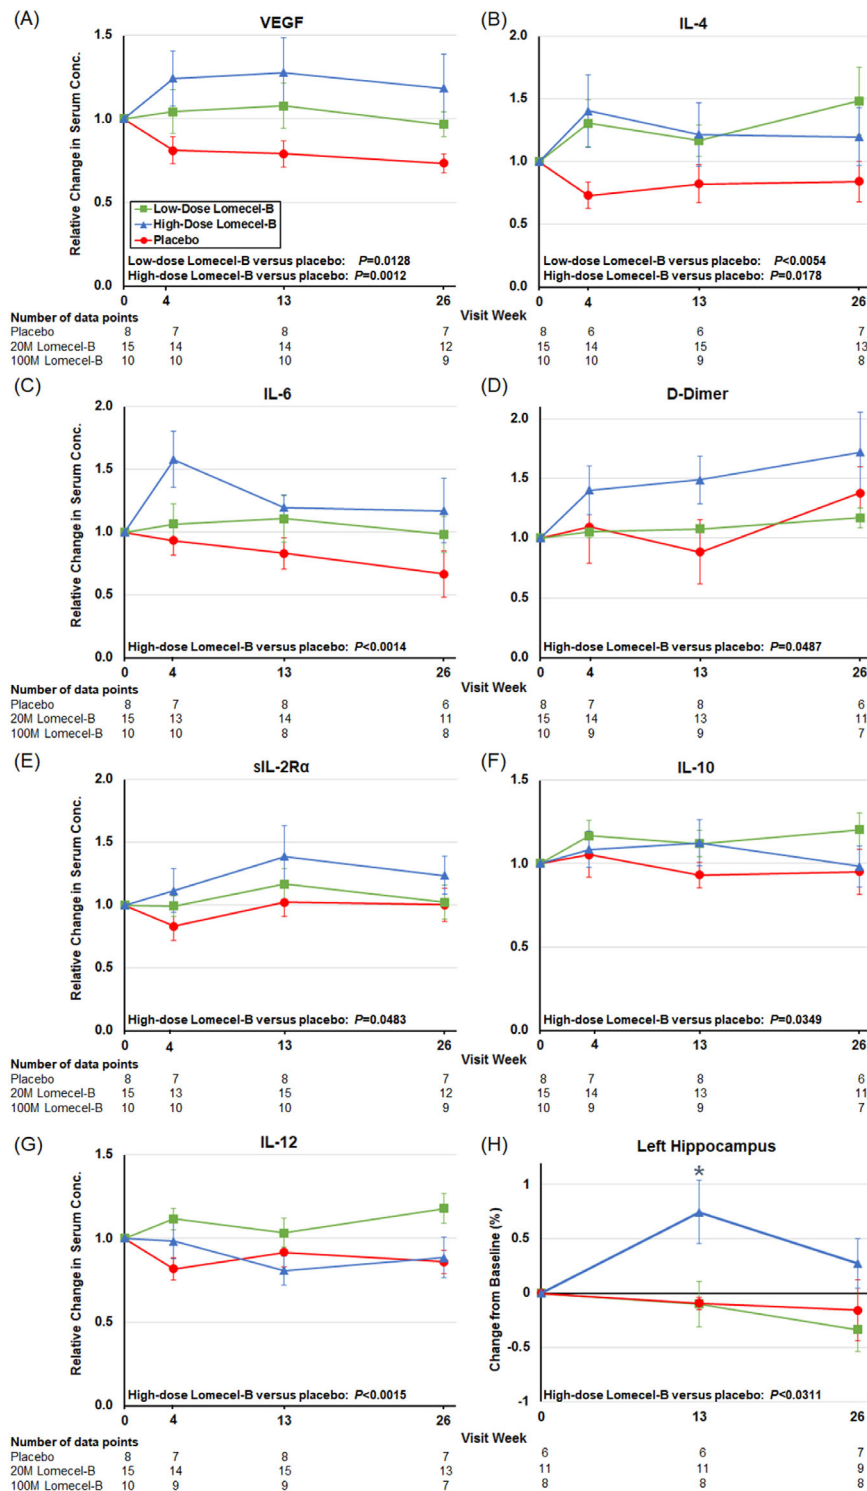 (A)
VEGF
Relative Change in Serum Conc.
1.5
1.0
0.5
0.0
Low-Dose Lomecel-B
High-Dose Lomecel-B
Placebo
Low-dose Lomecel-B versus placebo: P=0.0128
High-dose Lomecel-B versus placebo: P=0.0012
0 4 13 26
Number of data points
Placebo 8 7 8 7
20M Lomecel-B 15 14 14 12
100M Lomecel-B 10 10 10 9
(B)
IL-4
2.0
1.5
1.0
0.5
0.0
Low-dose Lomecel-B versus placebo: P<0.0054
High-dose Lomecel-B versus placebo: P=0.0178
0 4 13 26
Visit Week
8 6 6 7
15 14 15 13
10 10 9 8
(C)
IL-6
Relative Change in Serum Conc.
2.0
1.5
1.0
0.5
0.0
High-dose Lomecel-B versus placebo: P<0.0014
0 4 13 26
Number of data points
Placebo 8 7 8 6
20M Lomecel-B 15 13 14 11
100M Lomecel-B 10 10 8 8
(D)
D-Dimer
2.0
1.5
1.0
0.5
0.0
High-dose Lomecel-B versus placebo: P=0.0487
0 4 13 26
Visit Week
8 7 8 6
15 14 13 11
10 9 9 7
(E)
sIL-2Rα
Relative Change in Serum Conc.
2.0
1.5
1.0
0.5
0.0
High-dose Lomecel-B versus placebo: P=0.0483
0 4 13 26
Number of data points
Placebo 8 7 8 7
20M Lomecel-B 15 13 15 12
100M Lomecel-B 10 10 10 9
(F)
IL-10
1.5
1.0
0.5
0.0
High-dose Lomecel-B versus placebo: P=0.0349
0 4 13 26
Visit Week
8 7 8 6
15 14 13 11
10 9 9 7
(G)
IL-12
Relative Change in Serum Conc.
1.5
1.0
0.5
0.0
High-dose Lomecel-B versus placebo: P<0.0015
0 4 13 26
Number of data points
Placebo 8 7 8 7
20M Lomecel-B 15 14 15 13
100M Lomecel-B 10 9 9 7
(H)
Left Hippocampus
Change from Baseline (%)
1
0.5
0
-0.5
-1
*
High-dose Lomecel-B versus placebo: P<0.0311
0 13 26
Visit Week
6 6 7
11 11 9
8 8 8